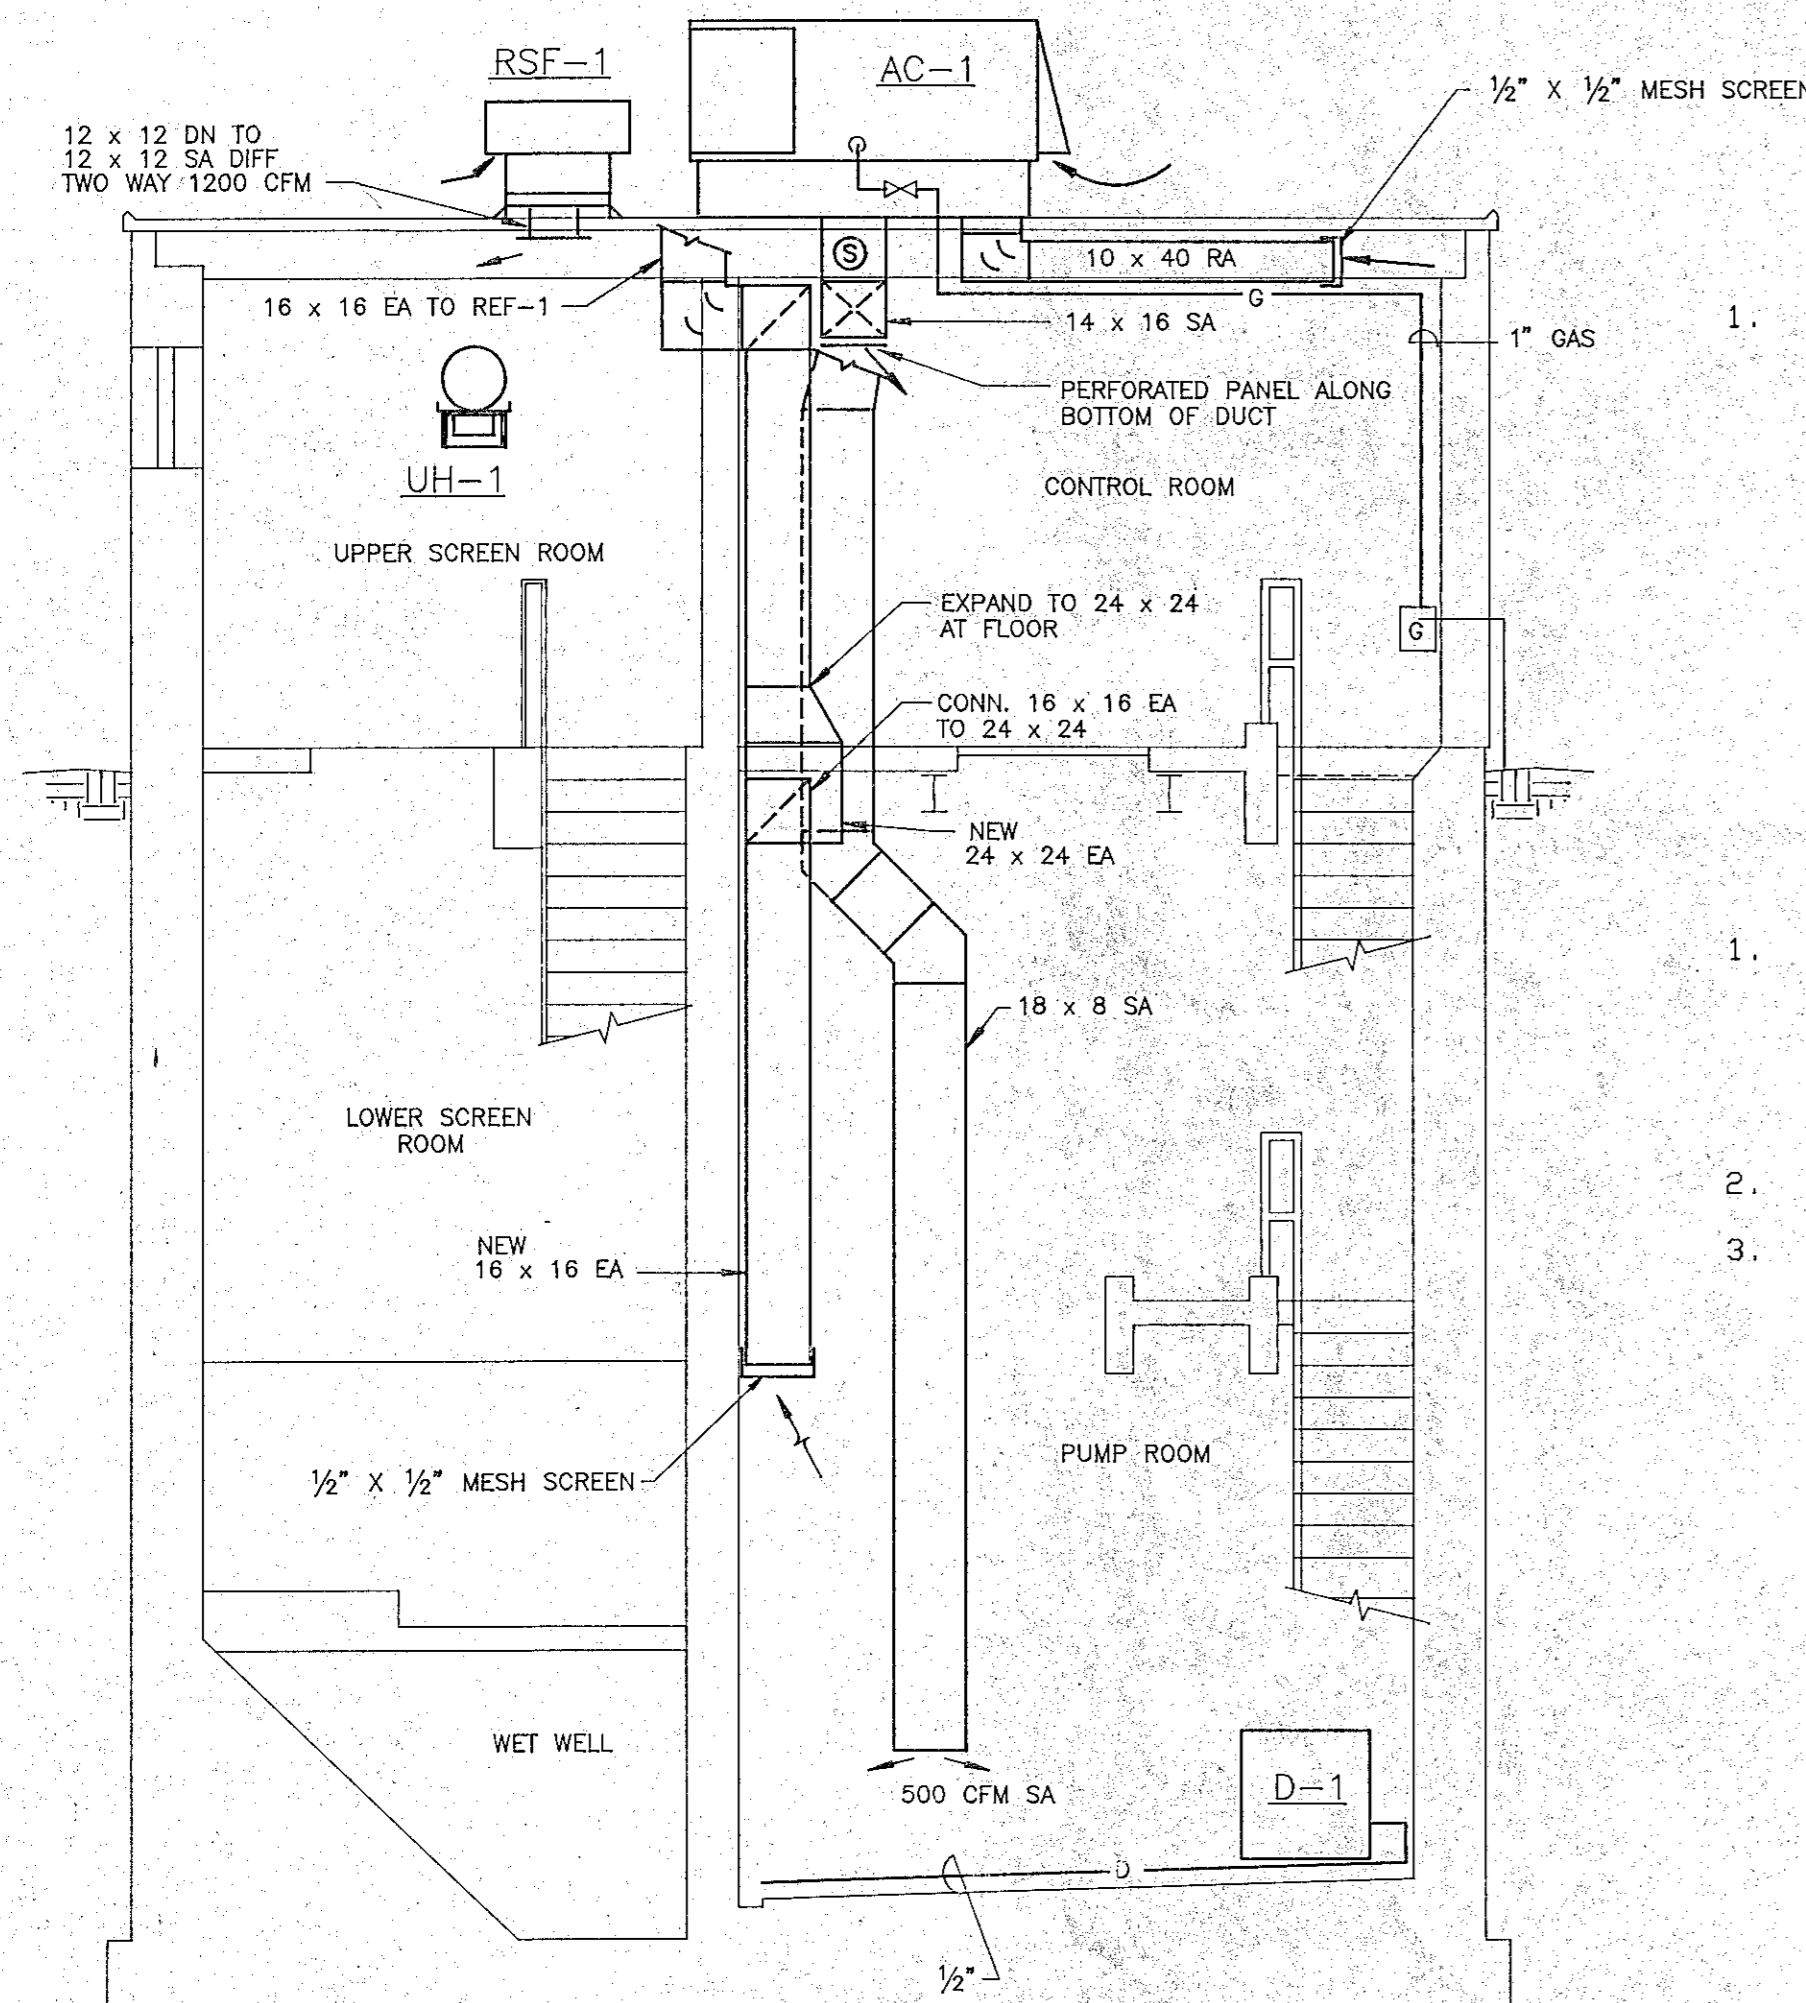 RSF-1
AC-1
½" X ½" MESH SCREEN
12 x 12 DN TO
12 x 12 SA DIFF
TWO WAY 1200 CFM
S
10 x 40 RA
16 x 16 EA TO REF-1
G
14 x 16 SA
1.
1" GAS
PERFORATED PANEL ALONG
BOTTOM OF DUCT
UH-1
CONTROL ROOM
UPPER SCREEN ROOM
EXPAND TO 24 x 24
AT FLOOR
G
CONN. 16 x 16 EA
TO 24 x 24
NEW
24 x 24 EA
1.
18 x 8 SA
LOWER SCREEN
ROOM
2.
NEW
16 x 16 EA
3.
½" X ½" MESH SCREEN
PUMP ROOM
WET WELL
500 CFM SA
D-1
D
½"